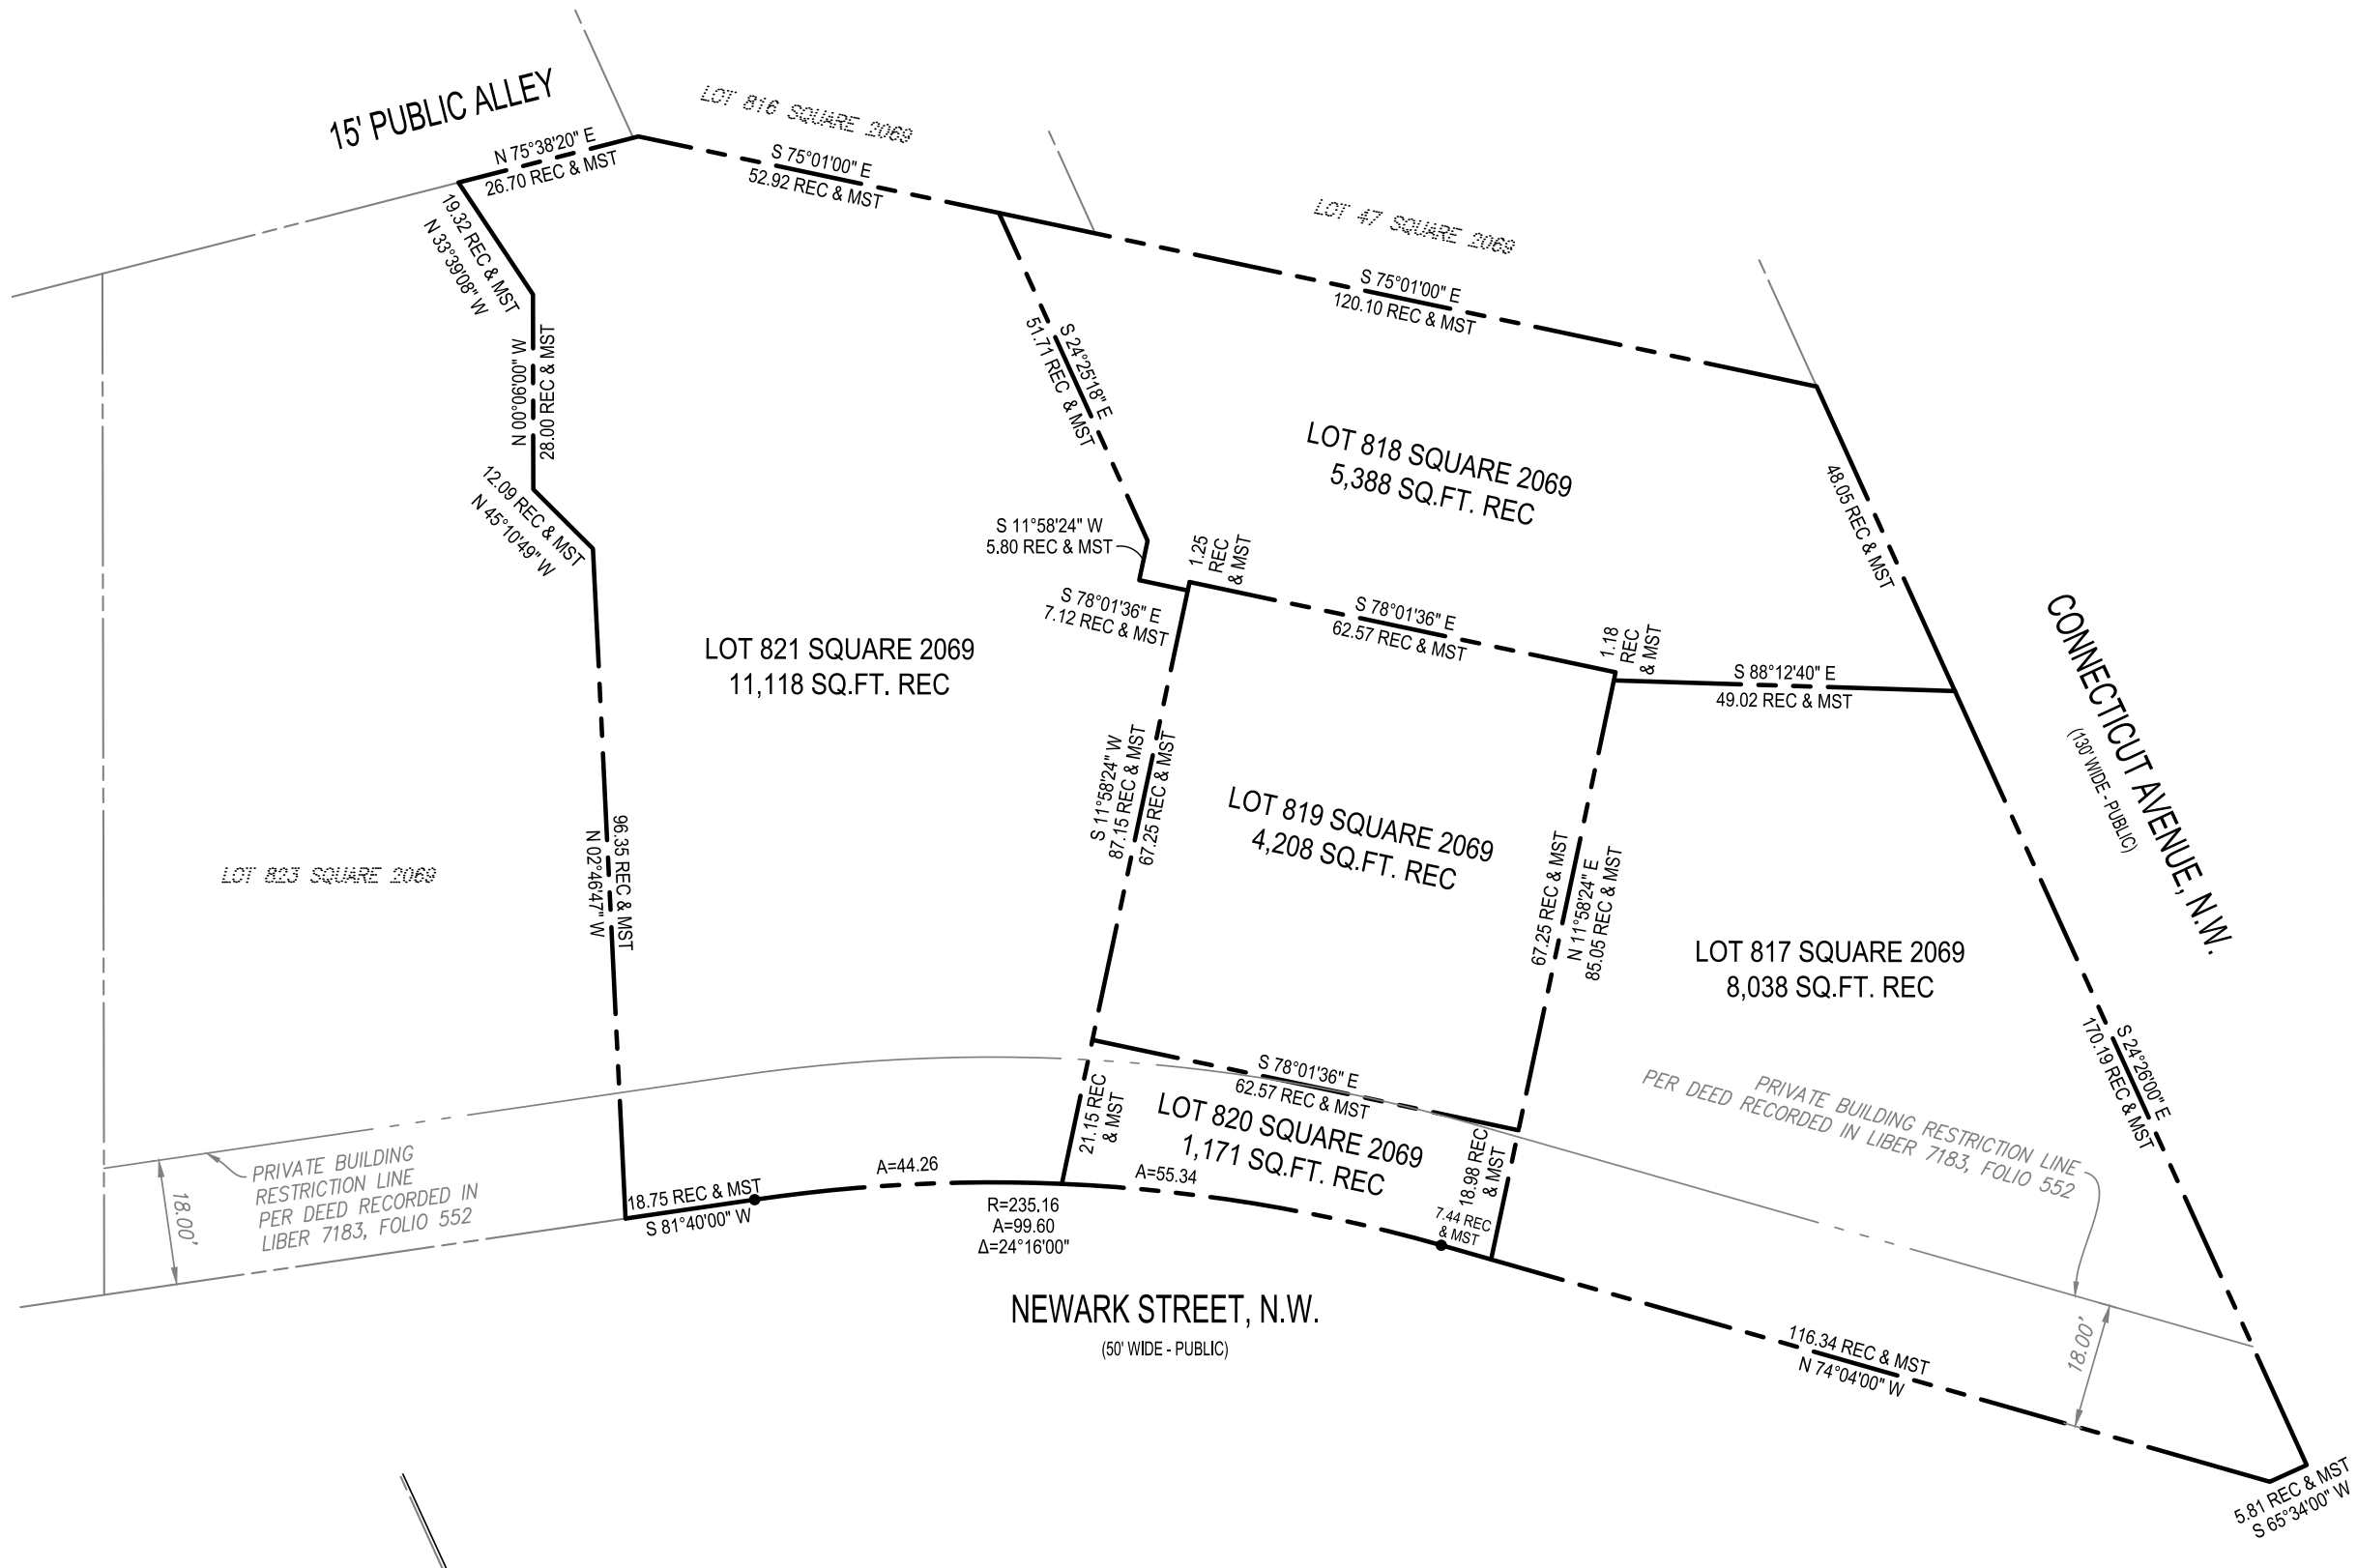 15' PUBLIC ALLEY
N 75°38'20" E
26.70 REC & MST
LOT 816 SQUARE 2069
S 75°01'00" E
52.92 REC & MST
LOT 47 SQUARE 2069
S 75°01'00" E
120.10 REC & MST
19.32 REC & MST
N 33°39'08" W
N 00°06'00" W
28.00 REC & MST
12.09 REC & MST
N 45°10'49" W
S 24°25'18" E
51.71 REC & MST
LOT 818 SQUARE 2069
5,388 SQ.FT. REC
48.05 REC & MST
S 11°58'24" W
5.80 REC & MST
1.25
REC
& MST
S 78°01'36" E
7.12 REC & MST
S 78°01'36" E
62.57 REC & MST
1.18
REC
& MST
S 88°12'40" E
49.02 REC & MST
CONNECTICUT AVENUE, N.W.
(130' WIDE - PUBLIC)
LOT 821 SQUARE 2069
11,118 SQ.FT. REC
S 11°58'24" W
87.15 REC & MST
67.25 REC & MST
LOT 819 SQUARE 2069
4,208 SQ.FT. REC
67.25 REC & MST
N 11°58'24" E
85.05 REC & MST
LOT 823 SQUARE 2069
96.35 REC & MST
N 02°46'47" W
LOT 817 SQUARE 2069
8,038 SQ.FT. REC
S 24°26'00" E
170.19 REC & MST
S 78°01'36" E
62.57 REC & MST
21.15 REC
& MST
LOT 820 SQUARE 2069
1,171 SQ.FT. REC
18.98 REC
& MST
PRIVATE BUILDING RESTRICTION LINE
PER DEED RECORDED IN LIBER 7183, FOLIO 552
PRIVATE BUILDING
RESTRICTION LINE
PER DEED RECORDED IN
LIBER 7183, FOLIO 552
18.00'
18.75 REC & MST
S 81°40'00" W
A=44.26
A=55.34
R=235.16
A=99.60
Δ=24°16'00"
7.44 REC
& MST
NEWARK STREET, N.W.
(50' WIDE - PUBLIC)
116.34 REC & MST
N 74°04'00" W
18.00'
5.81 REC & MST
S 65°34'00" W